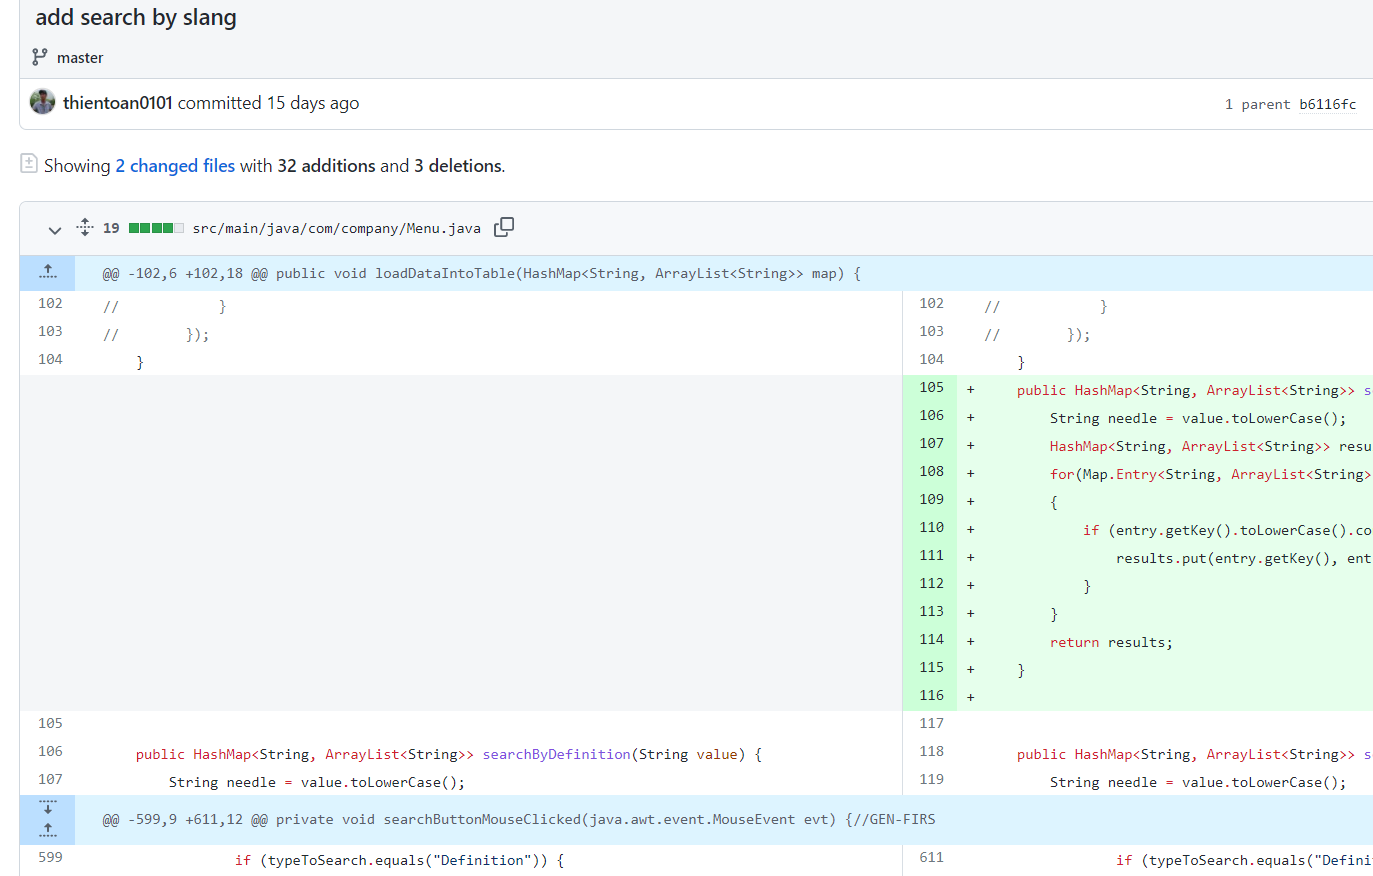 add search by slang
master
thientoan0101 committed 15 days ago
1 parent b6116fc
Showing 2 changed files with 32 additions and 3 deletions.
19 src/main/java/com/company/Menu.java
@@ -102,6 +102,18 @@ public void loadDataIntoTable(HashMap<String, ArrayList<String>> map) {
102 // } 102 // }
103 // }); 103 // });
104 } 104 }
105 + public HashMap<String, ArrayList<String>> s
106 + String needle = value.toLowerCase();
107 + HashMap<String, ArrayList<String>> resu
108 + for(Map.Entry<String, ArrayList<String>
109 + {
110 + if (entry.getKey().toLowerCase().co
111 + results.put(entry.getKey(), ent
112 + }
113 + }
114 + return results;
115 + }
116 +
105 117
106 public HashMap<String, ArrayList<String>> searchByDefinition(String value) { 118 public HashMap<String, ArrayList<String>> s
107 String needle = value.toLowerCase(); 119 String needle = value.toLowerCase();
@@ -599,9 +611,12 @@ private void searchButtonMouseClicked(java.awt.event.MouseEvent evt) {//GEN-FIRS
599 if (typeToSearch.equals("Definition")) { 611 if (typeToSearch.equals("Defini